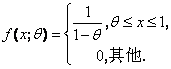 f(x;θ)={ 1/(1-θ), θ≤x≤1,
0,其他.